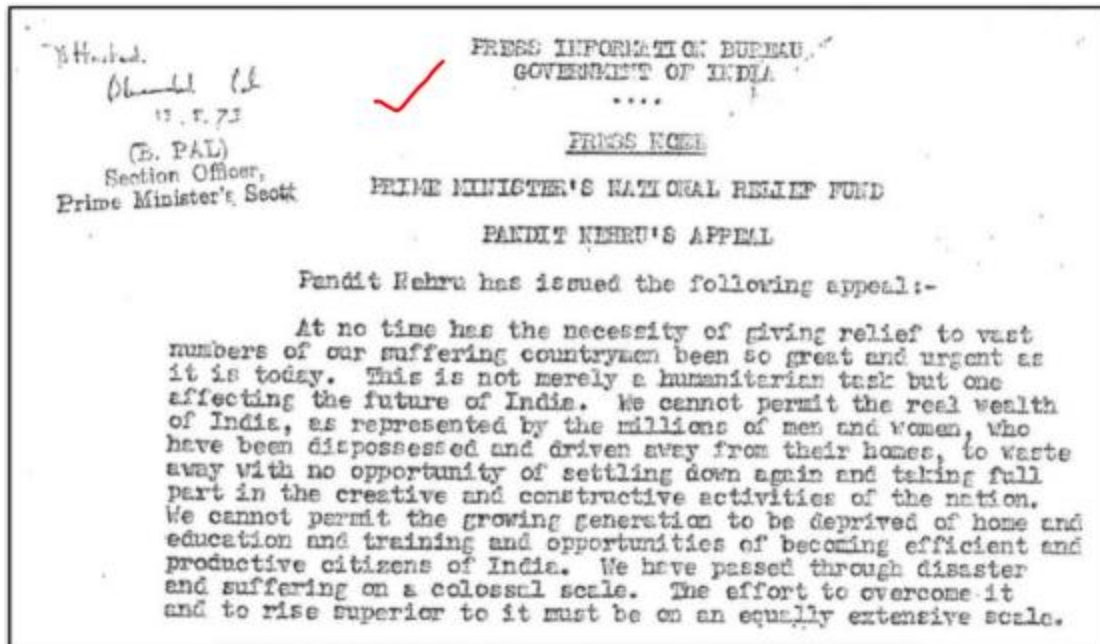 Attested.
(B. PAL)
Section Officer,
Prime Minister's Sectt
PRESS INFORMATION BUREAU
GOVERNMENT OF INDIA
....
PRESS NOTE
PRIME MINISTER'S NATIONAL RELIEF FUND
PANDIT NEHRU'S APPEAL
Pandit Nehru has issued the following appeal:-
At no time has the necessity of giving relief to vast
numbers of our suffering countrymen been so great and urgent as
it is today. This is not merely a humanitarian task but one
affecting the future of India. We cannot permit the real wealth
of India, as represented by the millions of men and women, who
have been dispossessed and driven away from their homes, to waste
away with no opportunity of settling down again and taking full
part in the creative and constructive activities of the nation.
We cannot permit the growing generation to be deprived of home and
education and training and opportunities of becoming efficient and
productive citizens of India. We have passed through disaster
and suffering on a colossal scale. The effort to overcome it
and to rise superior to it must be on an equally extensive scale.